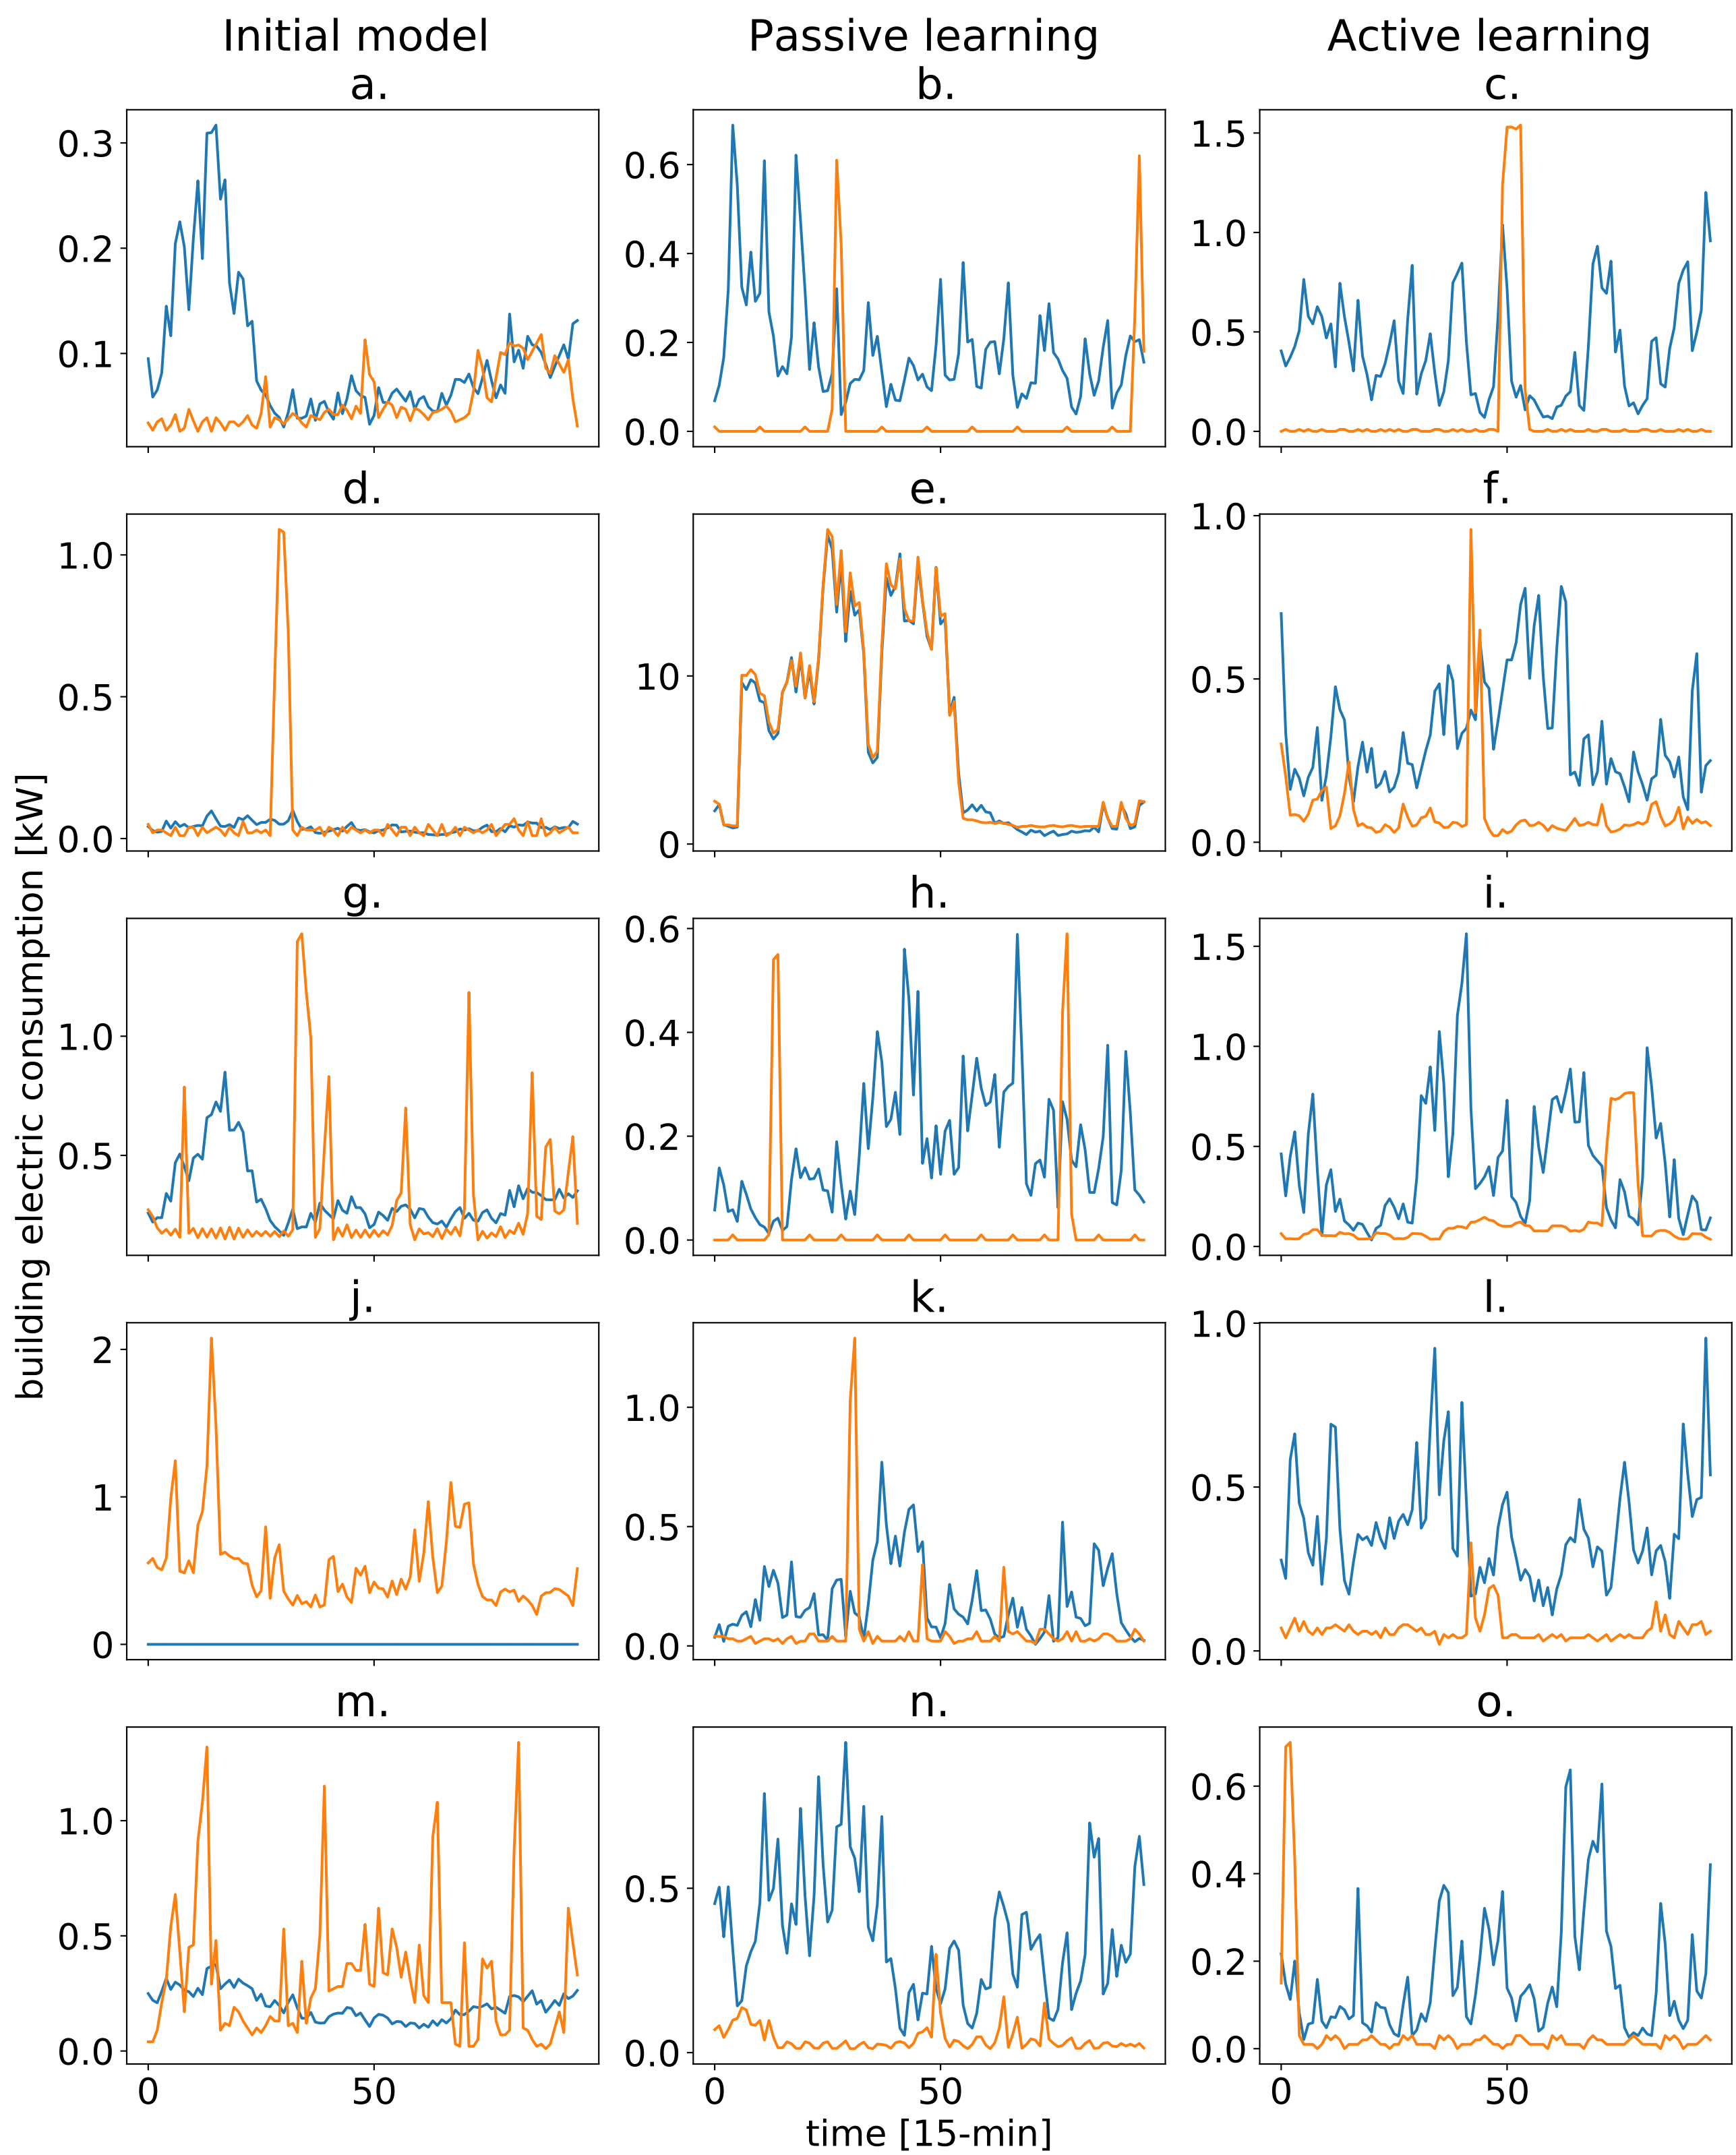 Initial model
Passive learning
Active learning
a.
b.
c.
0.3
0.2
0.1
0.6
0.4
0.2
0.0
1.5
1.0
0.5
0.0
d.
e.
f.
1.0
0.5
0.0
10
0
1.0
0.5
0.0
g.
h.
i.
1.0
0.5
0.6
0.4
0.2
0.0
1.5
1.0
0.5
0.0
j.
k.
l.
2
1
0
1.0
0.5
0.0
1.0
0.5
0.0
m.
n.
o.
1.0
0.5
0.0
0.5
0.0
0.6
0.4
0.2
0.0
0
50
0
50
0
50
building electric consumption [kW]
time [15-min]